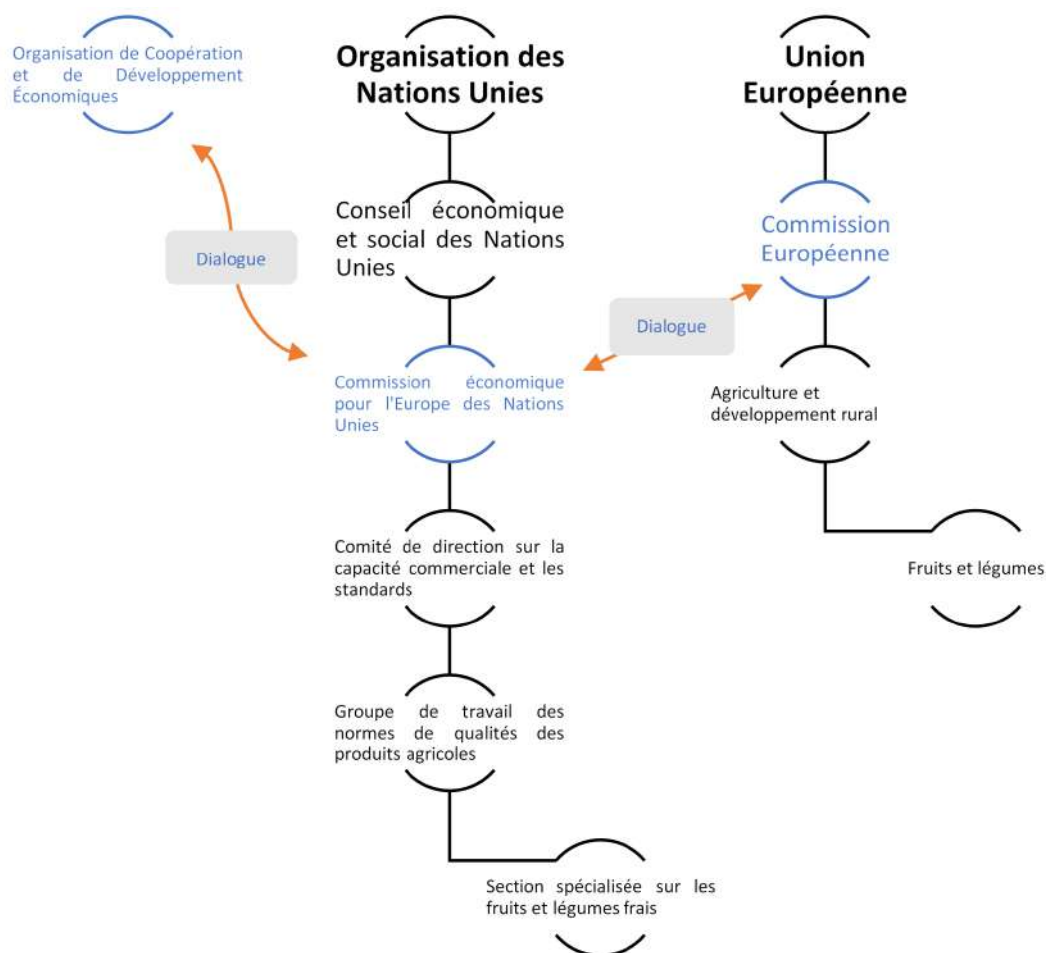 Organisation de Coopération
et de Développement
Économiques
Organisation des
Nations Unies
Union
Européenne
Conseil économique
et social des Nations
Unies
Commission
Européenne
Dialogue
Dialogue
Commission économique
pour l'Europe des Nations
Unies
Agriculture et
développement rural
Comité de direction sur la
capacité commerciale et les
standards
Fruits et légumes
Groupe de travail des
normes de qualités des
produits agricoles
Section spécialisée sur les
fruits et légumes frais